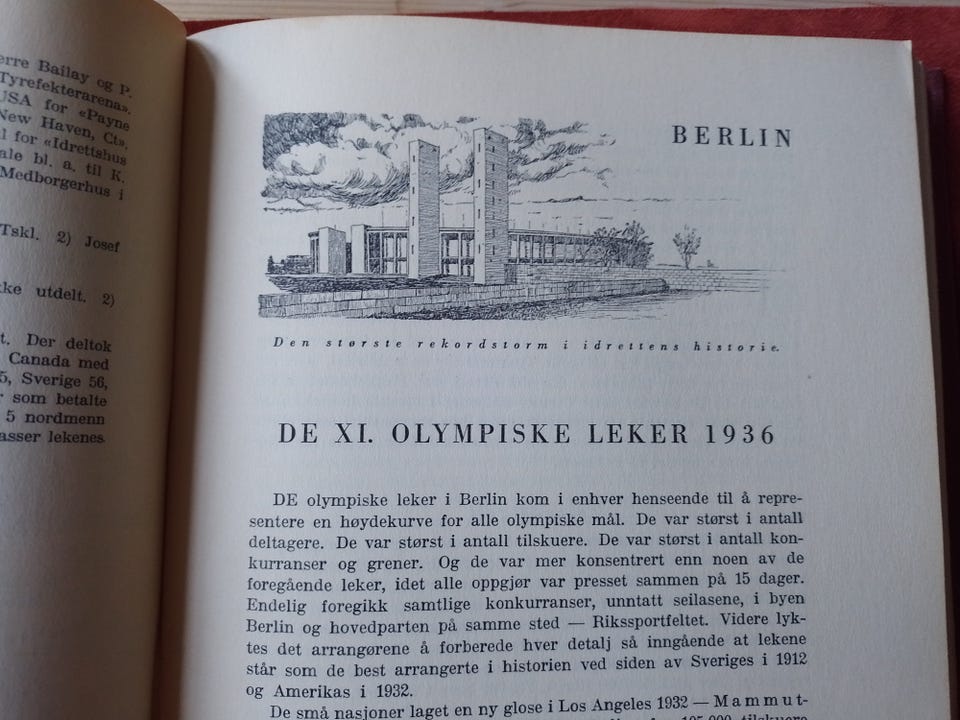 erre Bailay og P.
Tyrefekterarena».
USA for «Payne
New Haven, Ct».
l for «Idrettshus
ale bl. a. til K.
Medborgerhus i
Tskl. 2) Josef
ke utdelt. 2)
t. Der deltok
Canada med
5, Sverige 56,
r som betalte
5 nordmenn
asser lekenes
BERLIN
Den største rekordstorm i idrettens historie.
DE XI. OLYMPISKE LEKER 1936
DE olympiske leker i Berlin kom i enhver henseende til å repre-
sentere en høydekurve for alle olympiske mål. De var størst i antall
deltagere. De var størst i antall tilskuere. De var størst i antall kon-
kurranser og grener. Og de var mer konsentrert enn noen av de
foregående leker, idet alle oppgjør var presset sammen på 15 dager.
Endelig foregikk samtlige konkurranser, unntatt seilasene, i byen
Berlin og hovedparten på samme sted — Rikssportfeltet. Videre lyk-
tes det arrangørene å forberede hver detalj så inngående at lekene
står som de best arrangerte i historien ved siden av Sveriges i 1912
og Amerikas i 1932.
De små nasjoner laget en ny glose i Los Angeles 1932 — Mammut-
105 000 tilskuere